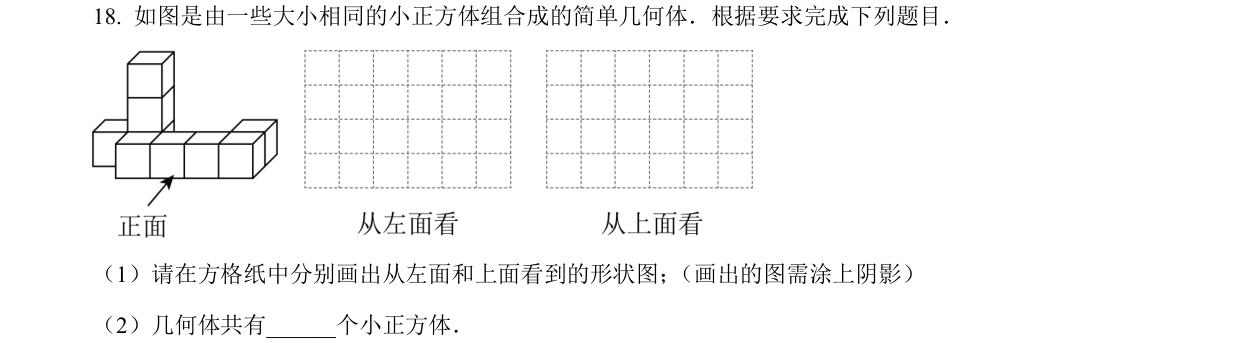 18. 如图是由一些大小相同的小正方体组合成的简单几何体．根据要求完成下列题目．
正面
从左面看
从上面看
（1）请在方格纸中分别画出从左面和上面看到的形状图；（画出的图需涂上阴影）
（2）几何体共有______个小正方体．